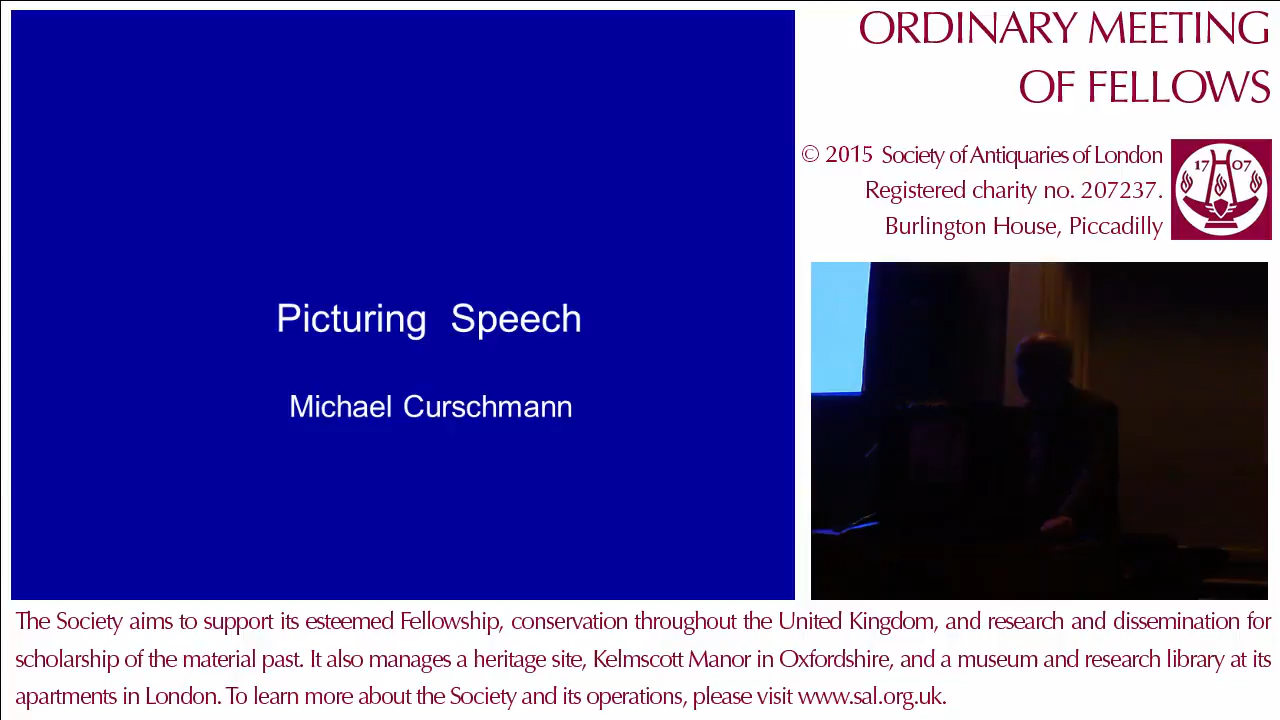 ORDINARY MEETING
OF FELLOWS
© 2015 Society of Antiquaries of London
Registered charity no. 207237.
Burlington House, Piccadilly
1707
Picturing Speech
Michael Curschmann
The Society aims to support its esteemed Fellowship, conservation throughout the United Kingdom, and research and dissemination for
scholarship of the material past. It also manages a heritage site, Kelmscott Manor in Oxfordshire, and a museum and research library at its
apartments in London. To learn more about the Society and its operations, please visit www.sal.org.uk.